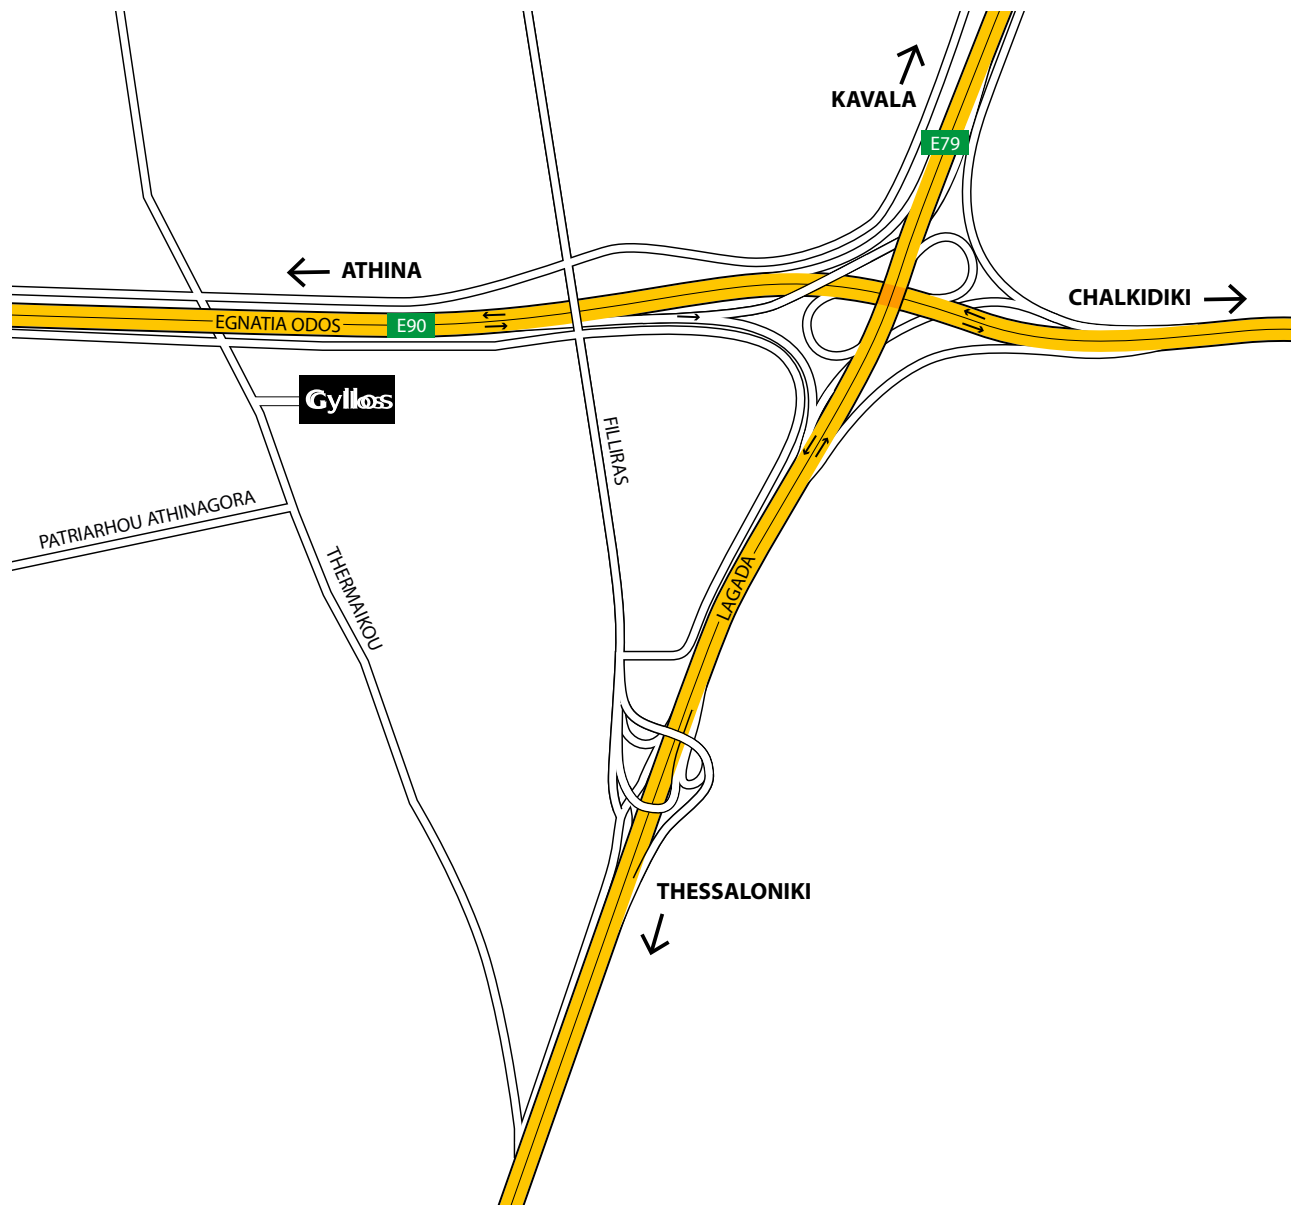 KAVALA
E79
ATHINA
CHALKIDIKI
EGNATIA ODOS
E90
Gyllos
FILLIRAS
PATRIARHOU ATHINAGORA
THERMAIKOU
LAGADA
THESSALONIKI